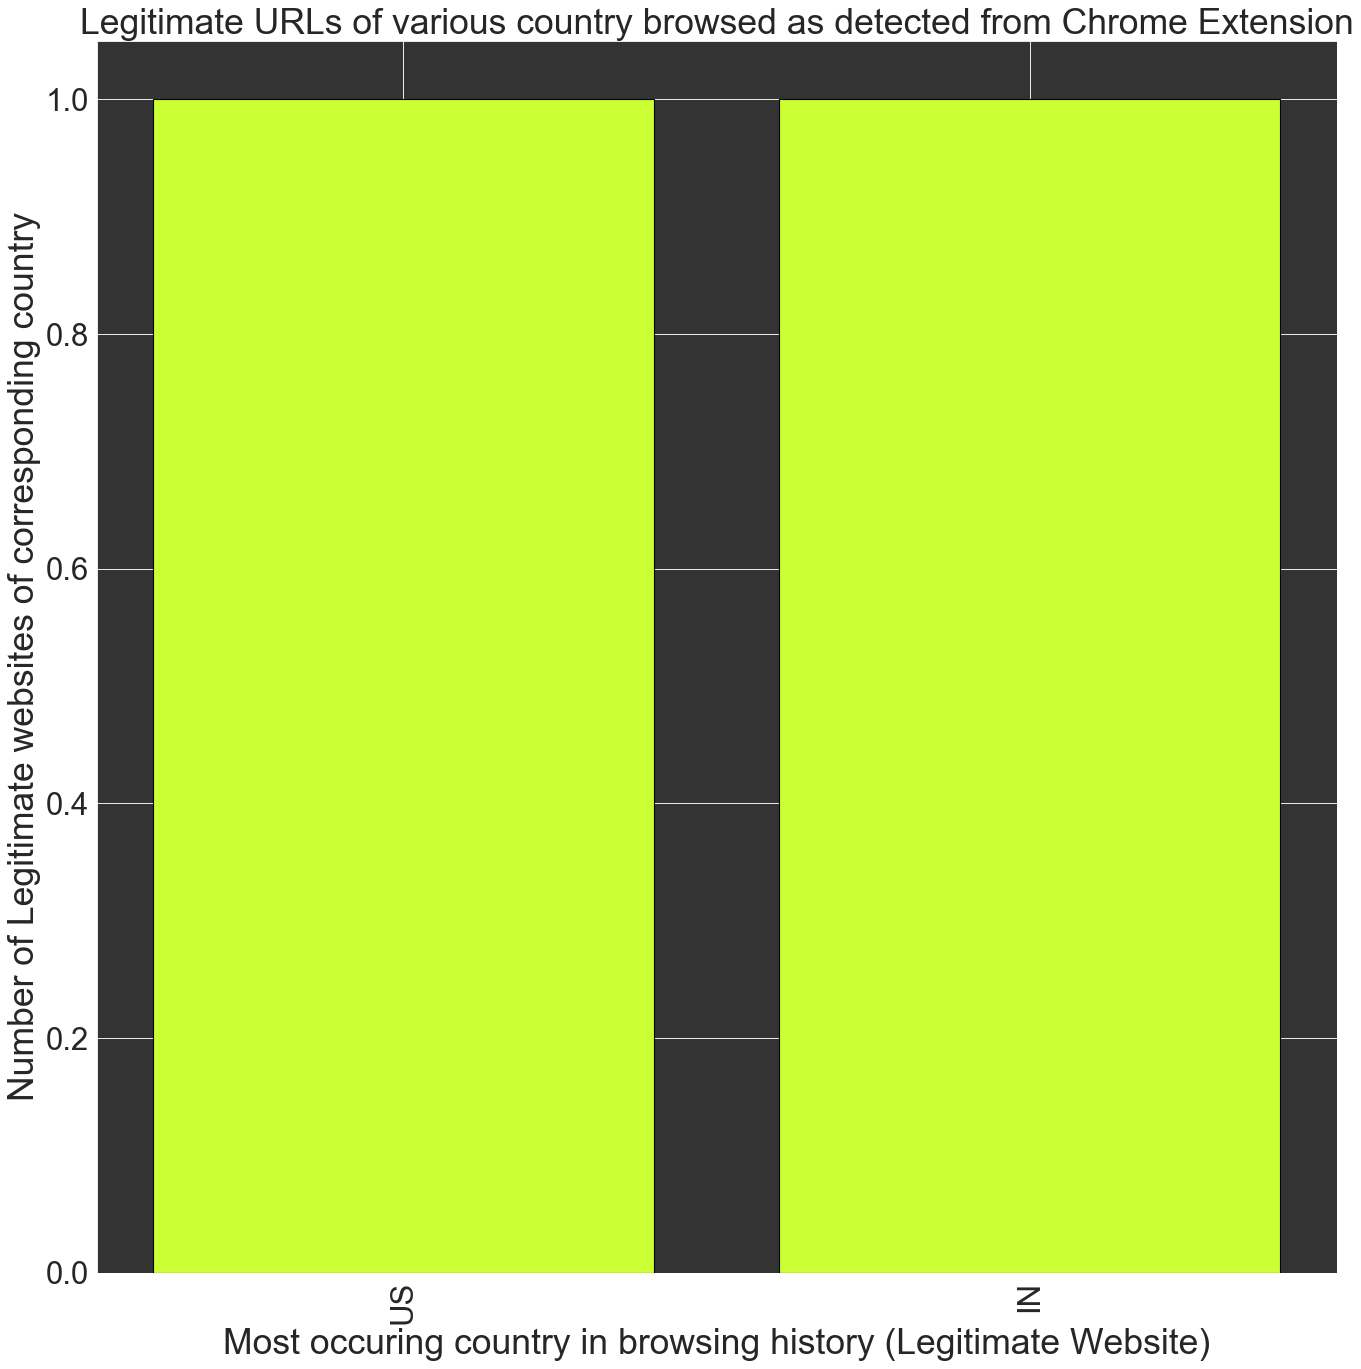 Legitimate URLs of various country browsed as detected from Chrome Extension
Number of Legitimate websites of corresponding country
1.0
0.8
0.6
0.4
0.2
0.0
US
IN
Most occuring country in browsing history (Legitimate Website)